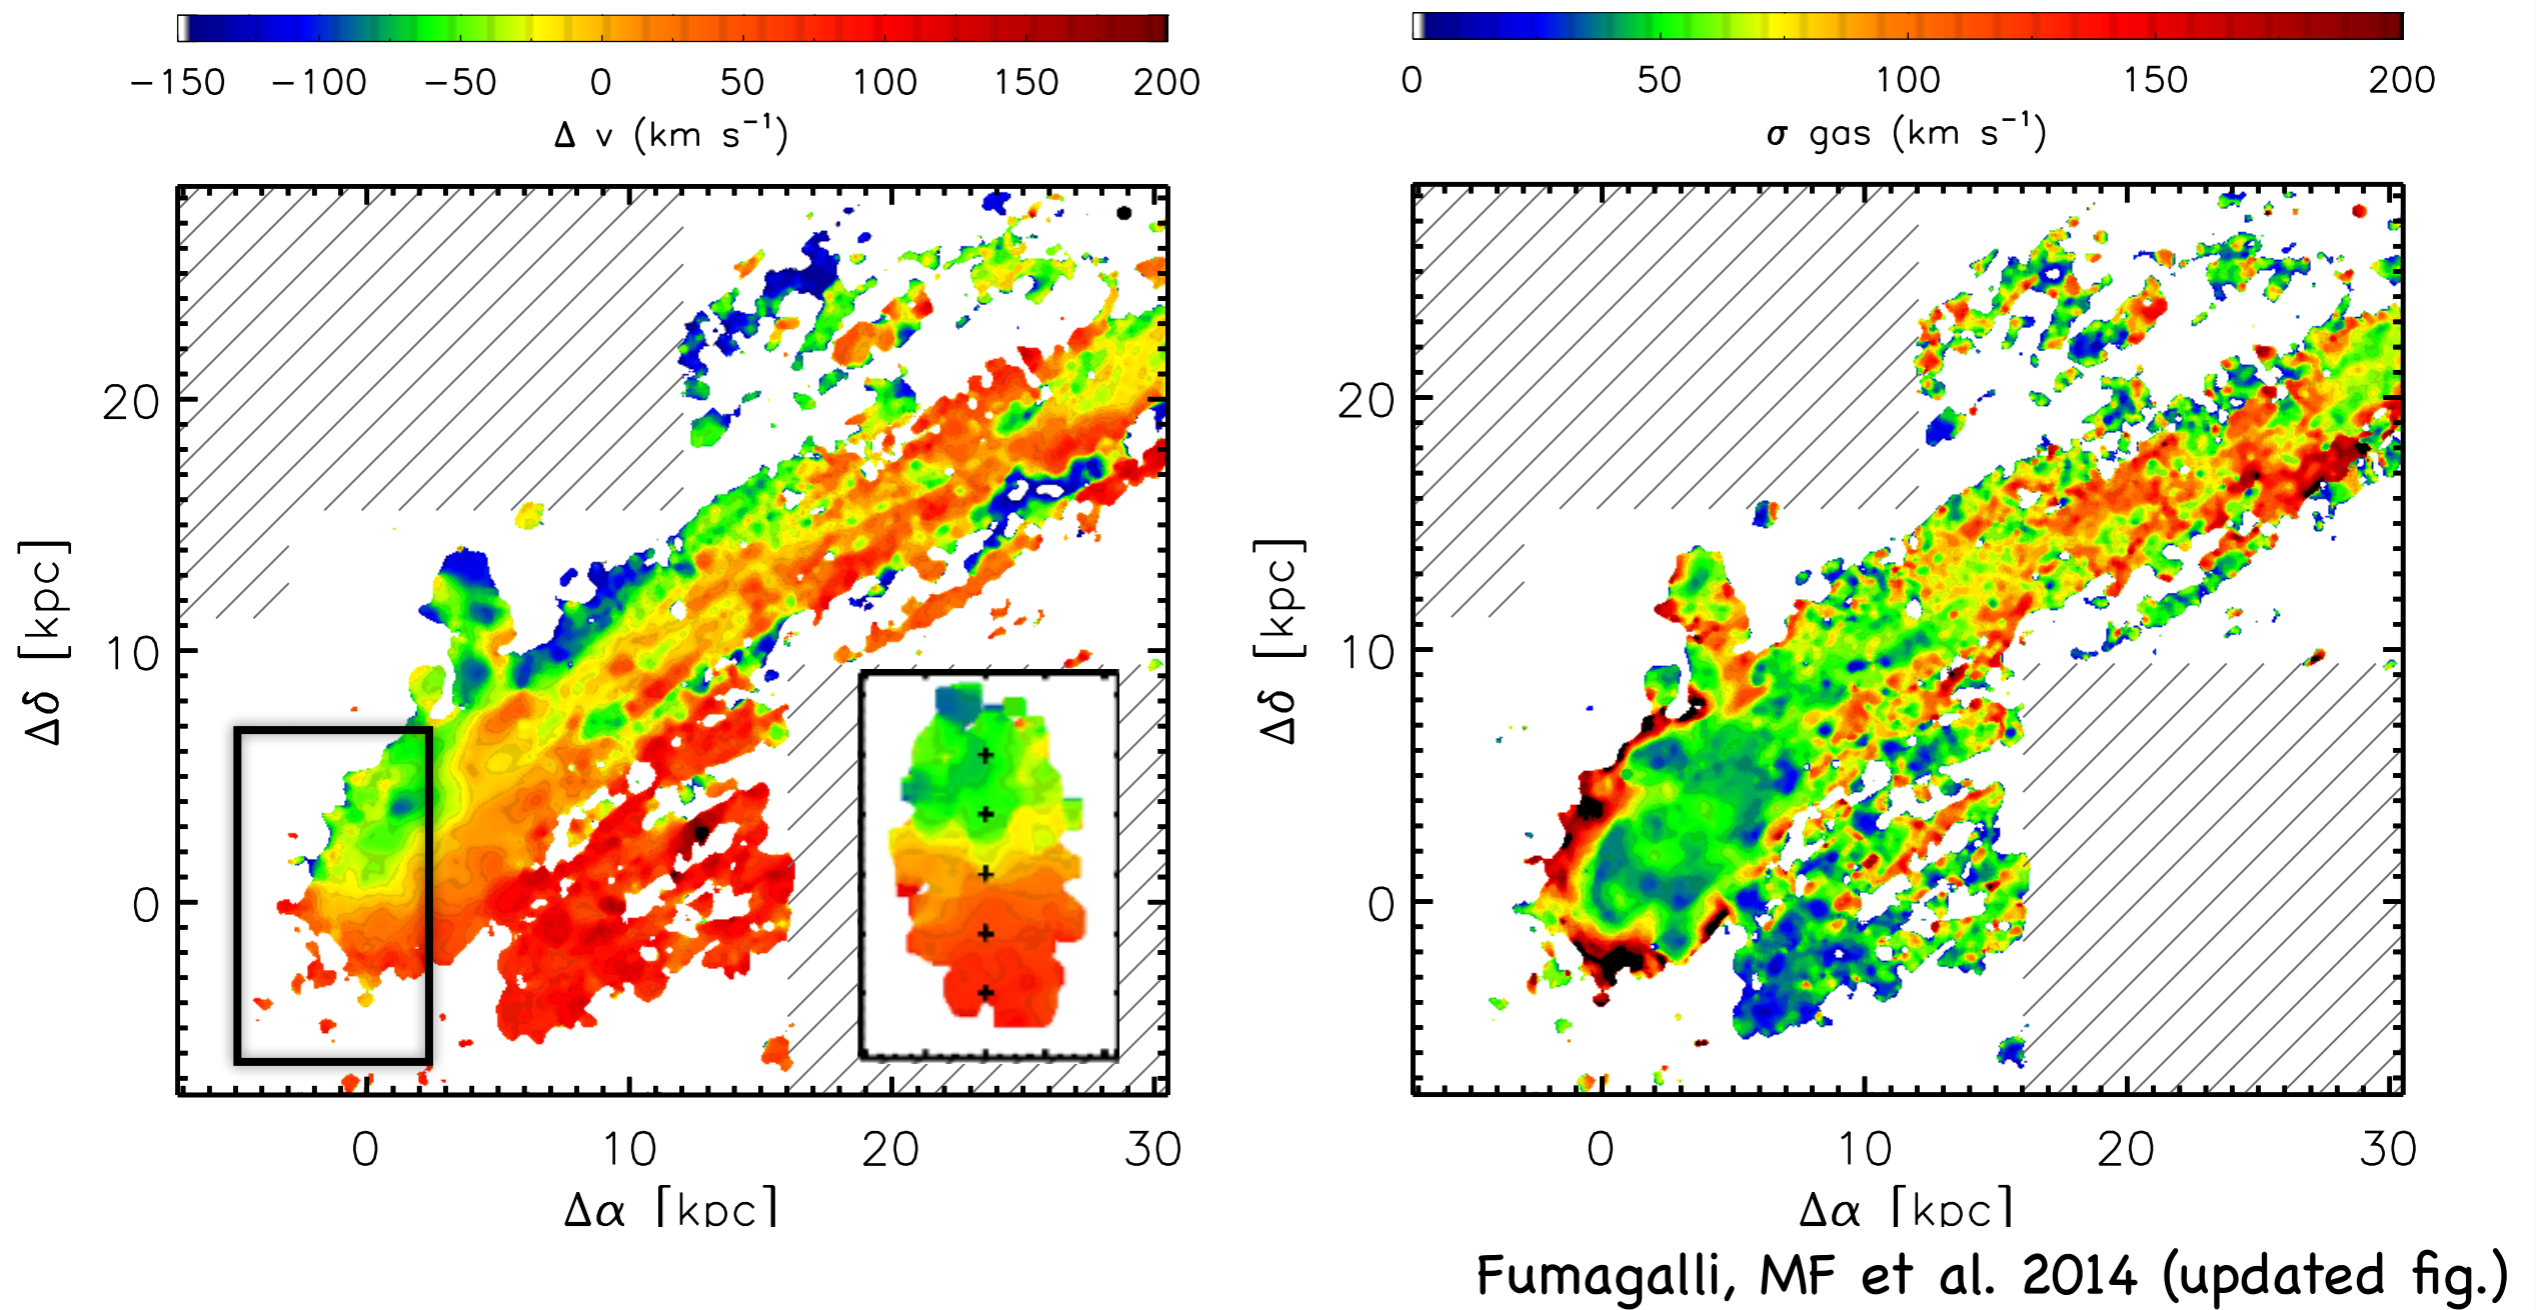 −150 −100 −50 0 50 100 150 200
Δ v (km s⁻¹)
0 50 100 150 200
σ gas (km s⁻¹)
20
10
0
Δδ [kpc]
0 10 20 30
Δα [kpc]
20
10
0
Δδ [kpc]
0 10 20 30
Δα [kpc]
Fumagalli, MF et al. 2014 (updated fig.)